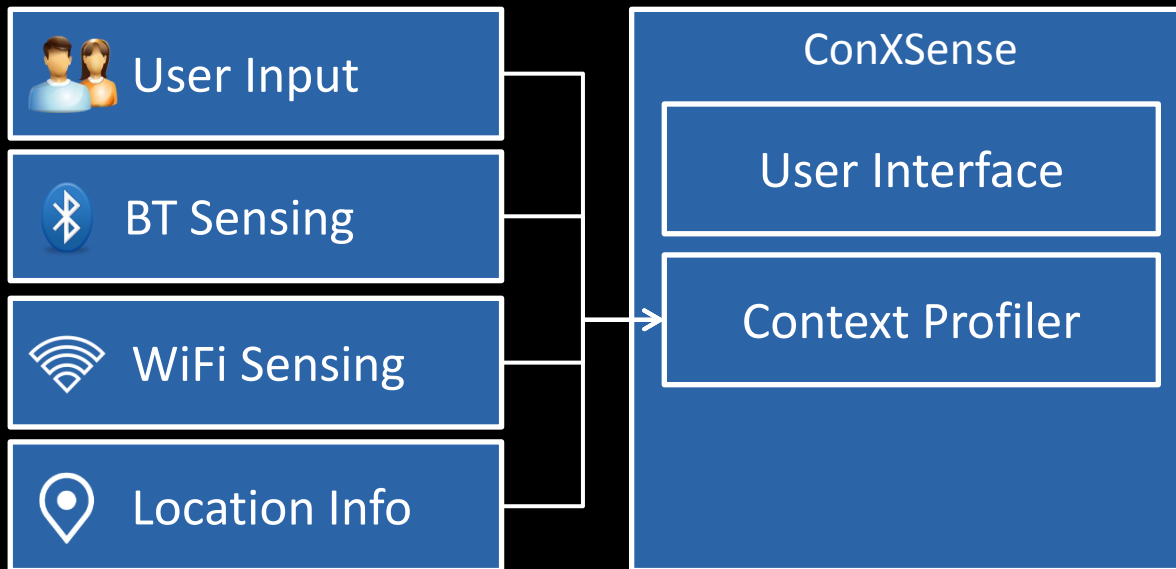 User Input
BT Sensing
WiFi Sensing
Location Info
ConXSense
User Interface
Context Profiler